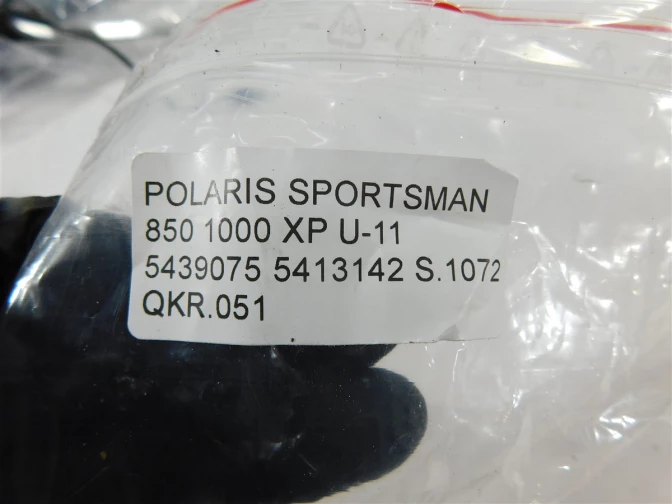 POLARIS SPORTSMAN
850 1000 XP U-11
5439075 5413142 S.1072
QKR.051